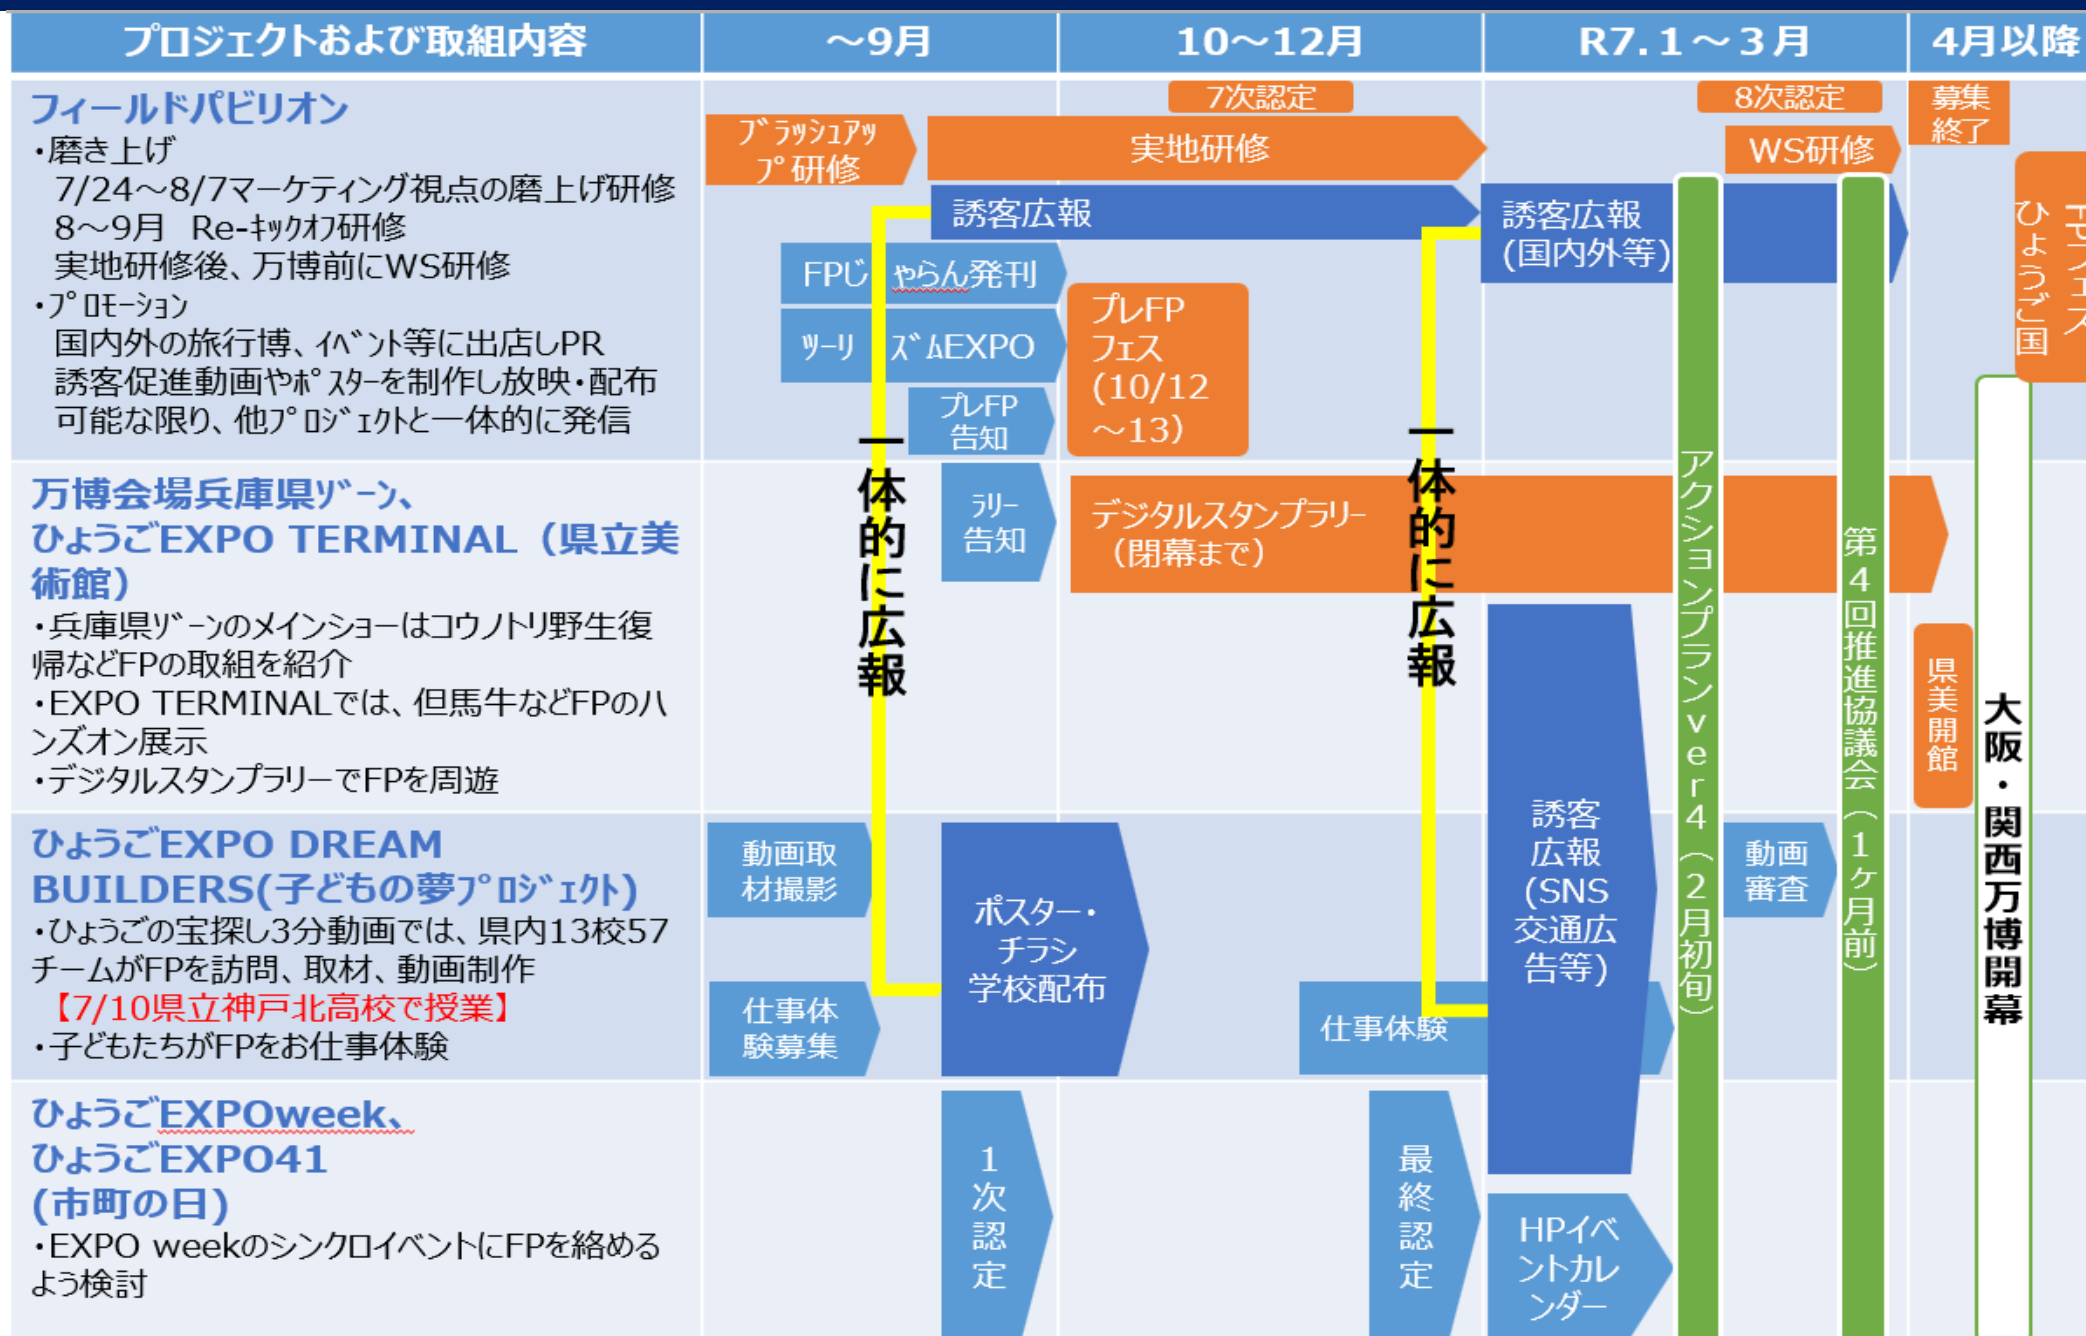 プロジェクトおよび取組内容
～9月
10～12月
R7.1～3月
4月以降
フィールドパビリオン
・磨き上げ
7/24～8/7マーケティング視点の磨上げ研修
8～9月 Re-ｷｯｸｵﾌ研修
実地研修後、万博前にWS研修
・ﾌﾟﾛﾓｰｼｮﾝ
国内外の旅行博、ｲﾍﾞﾝﾄ等に出店しPR
誘客促進動画やﾎﾟｽﾀｰを制作し放映・配布
可能な限り、他ﾌﾟﾛｼﾞｪｸﾄと一体的に発信
ﾌﾞﾗｯｼｭｱｯ
ﾌﾟ研修
7次認定
実地研修
誘客広報
FPじゃらん発刊
ﾂｰﾘｽﾞﾑEXPO
プレFP
告知
プレFP
フェス
(10/12
～13)
8次認定
WS研修
誘客広報
(国内外等)
募集
終了
FPフェス
ひょうご国
万博会場兵庫県ｿﾞｰﾝ、
ひょうごEXPO TERMINAL（県立美
術館）
・兵庫県ｿﾞｰﾝのメインショーはコウノトリ野生復
帰などFPの取組を紹介
・EXPO TERMINALでは、但馬牛などFPのハ
ンズオン展示
・デジタルスタンプラリーでFPを周遊
ﾗﾘｰ
告知
デジタルスタンプラリー
（閉幕まで）
県美開館
ひょうごEXPO DREAM
BUILDERS(子どもの夢ﾌﾟﾛｼﾞｪｸﾄ)
・ひょうごの宝探し3分動画では、県内13校57
チームがFPを訪問、取材、動画制作
【7/10県立神戸北高校で授業】
・子どもたちがFPをお仕事体験
動画取
材撮影
仕事体
験募集
ポスター・
チラシ
学校配布
仕事体験
誘客
広報
(SNS
交通広
告等)
動画
審査
ひょうごEXPOweek、
ひょうごEXPO41
(市町の日)
・EXPO weekのシンクロイベントにFPを絡める
よう検討
1次認定
最終認定
HPイベ
ントカレ
ンダー
一体的に広報
一体的に広報
アクションプランver4（2月初旬）
第4回推進協議会（1ヶ月前）
大阪・関西万博開幕